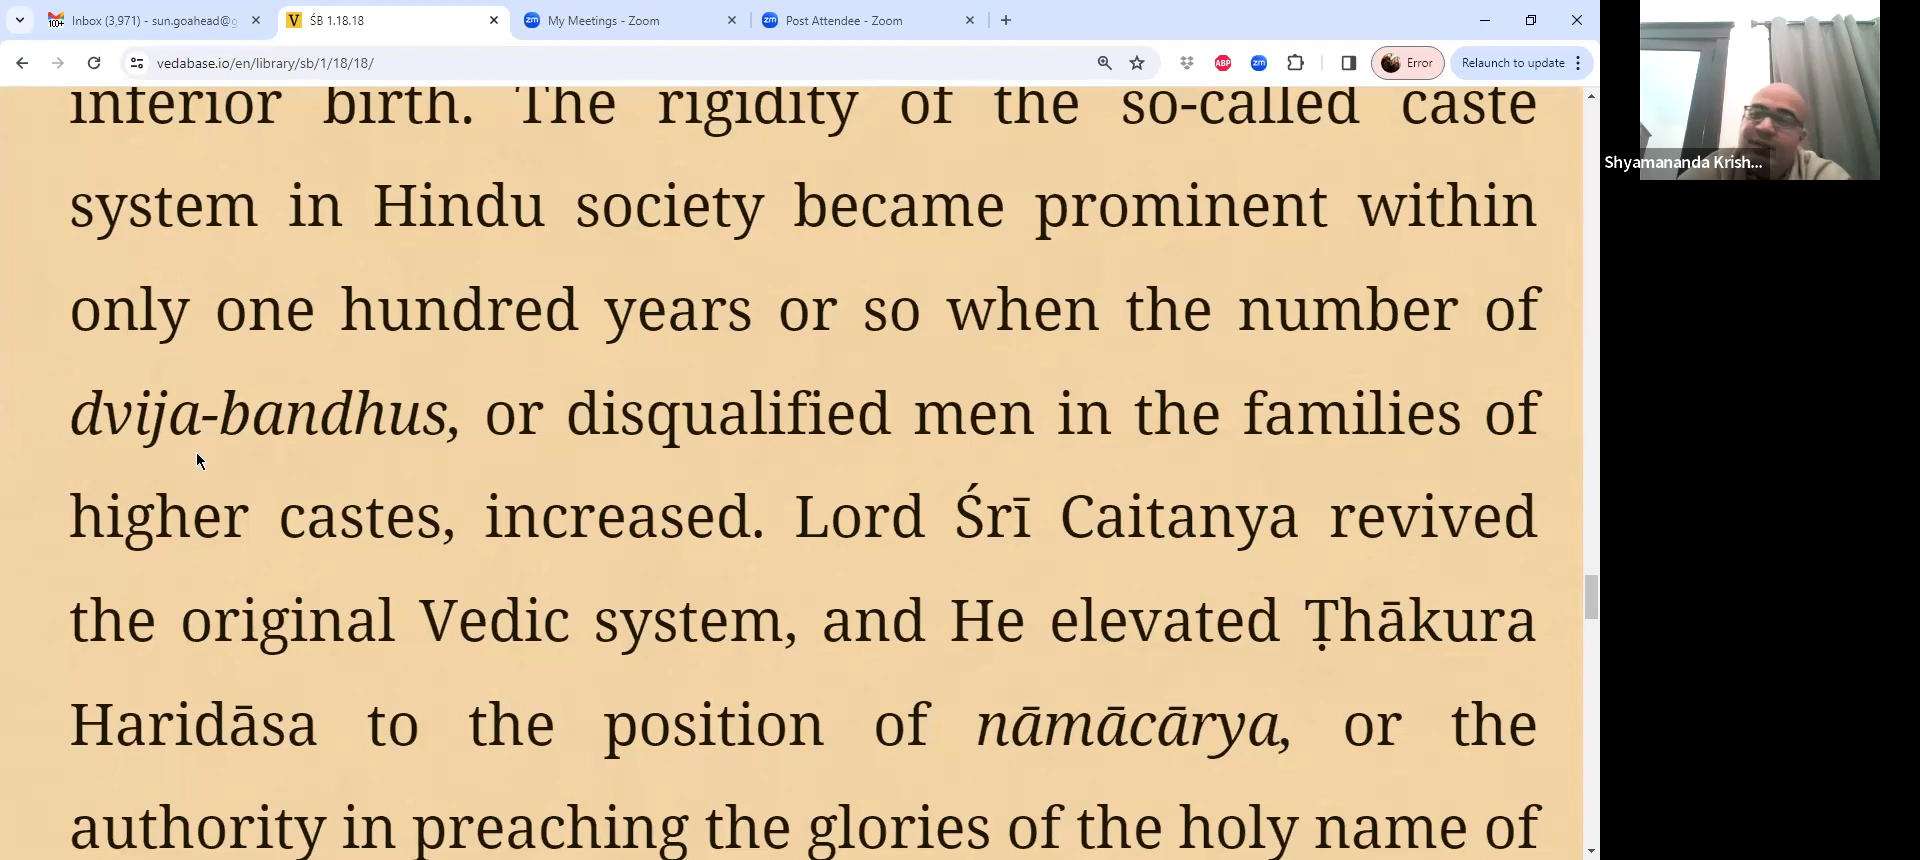 10+ Inbox (3,971) - sun.goahead@g
V ŚB 1.18.18
zm My Meetings - Zoom
zm Post Attendee - Zoom
vedabase.io/en/library/sb/1/18/18/
ABP
zm
Error
Relaunch to update
inferior birth. The rigidity of the so-called caste
system in Hindu society became prominent within
only one hundred years or so when the number of
dvija-bandhus, or disqualified men in the families of
higher castes, increased. Lord Śrī Caitanya revived
the original Vedic system, and He elevated Ṭhākura
Haridāsa to the position of nāmācārya, or the
authority in preaching the glories of the holy name of
Shyamananda Krish...